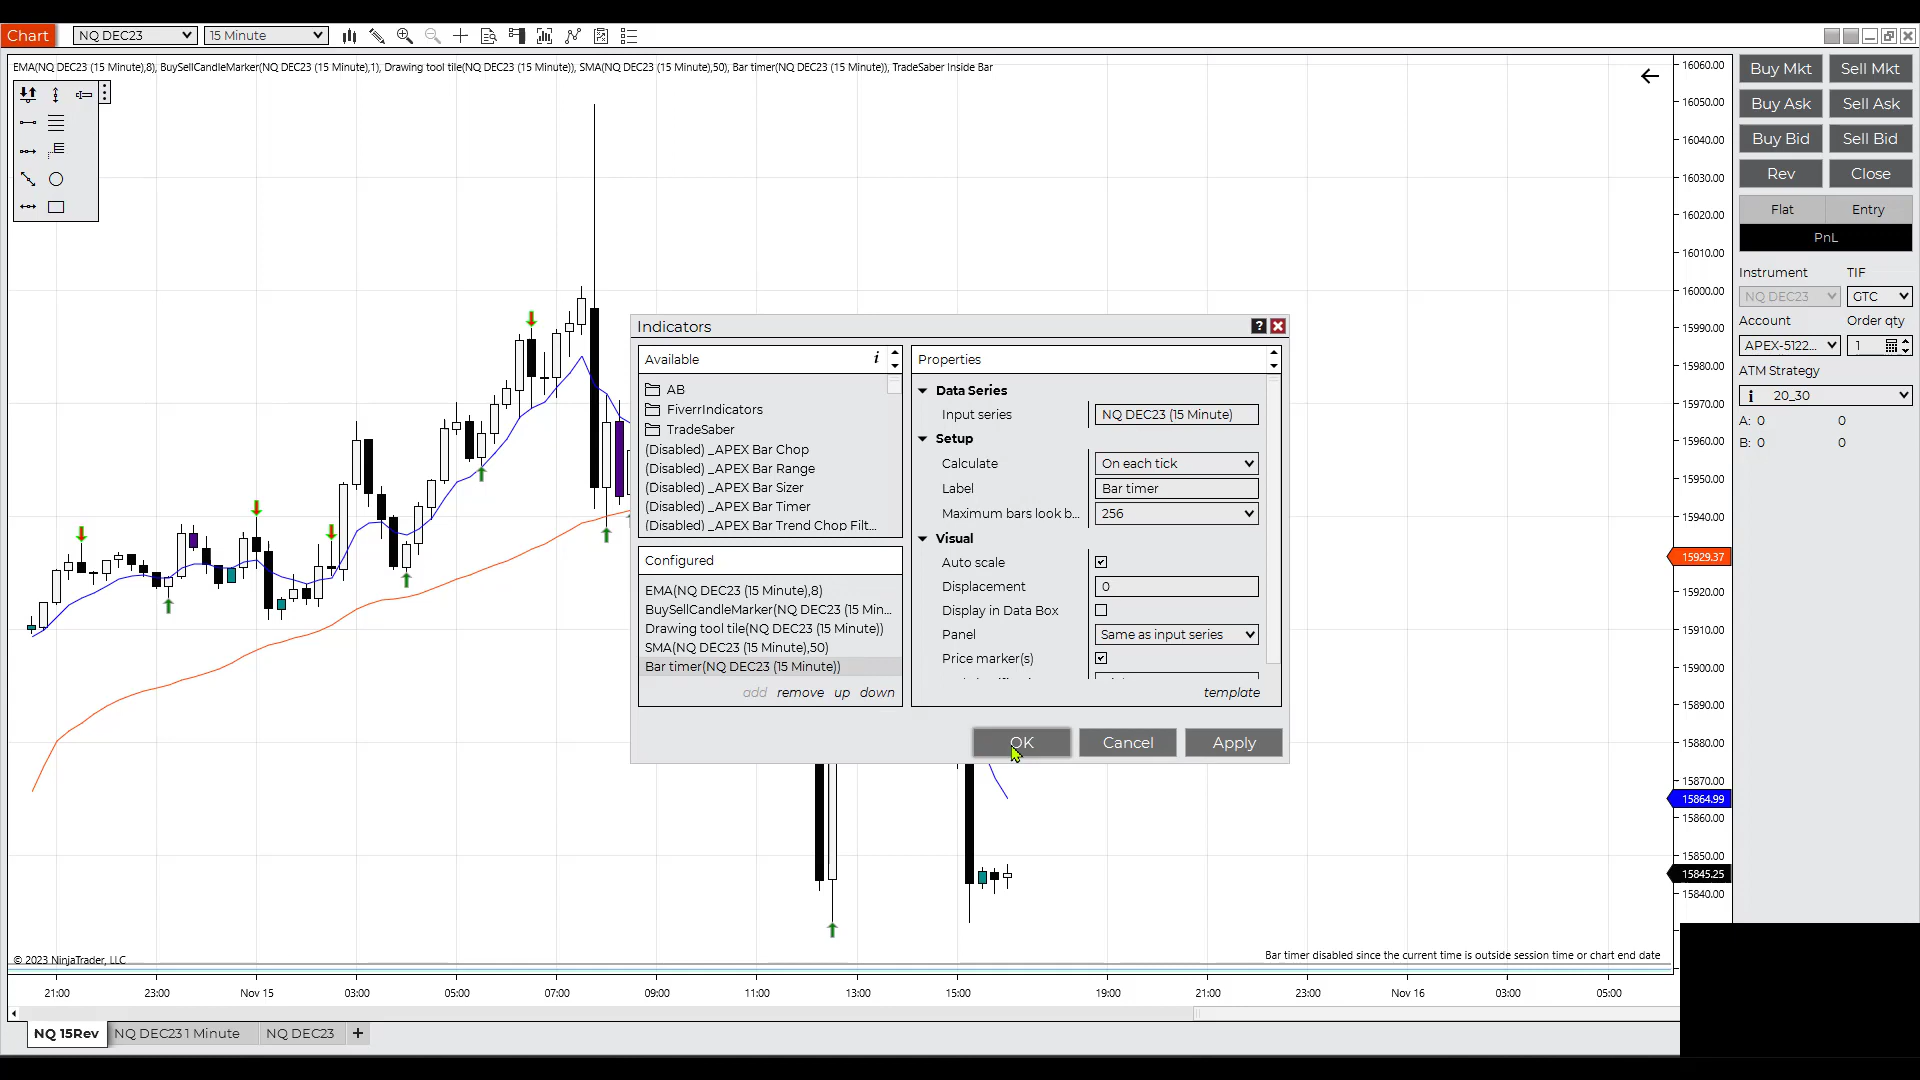 Chart
NQ DEC23
15 Minute
EMA(NQ DEC23 (15 Minute),8), BuySellCandleMarker(NQ DEC23 (15 Minute),1), Drawing tool tile(NQ DEC23 (15 Minute)), SMA(NQ DEC23 (15 Minute),50), Bar timer(NQ DEC23 (15 Minute)), TradeSaber Inside Bar
16060.00
16050.00
16040.00
16030.00
16020.00
16010.00
16000.00
15990.00
15980.00
15970.00
15960.00
15950.00
15940.00
15929.37
15920.00
15910.00
15900.00
15890.00
15880.00
15870.00
15864.99
15860.00
15850.00
15845.25
15840.00
Buy Mkt
Sell Mkt
Buy Ask
Sell Ask
Buy Bid
Sell Bid
Rev
Close
Flat
Entry
PnL
Instrument
TIF
NQ DEC23
GTC
Account
Order qty
APEX-5122...
1
ATM Strategy
i
20_30
A: 0
0
B: 0
0
Indicators
?
Available
i
AB
FiverrIndicators
TradeSaber
(Disabled) _APEX Bar Chop
(Disabled) _APEX Bar Range
(Disabled) _APEX Bar Sizer
(Disabled) _APEX Bar Timer
(Disabled) _APEX Bar Trend Chop Filt...
Configured
EMA(NQ DEC23 (15 Minute),8)
BuySellCandleMarker(NQ DEC23 (15 Min...
Drawing tool tile(NQ DEC23 (15 Minute))
SMA(NQ DEC23 (15 Minute),50)
Bar timer(NQ DEC23 (15 Minute))
add remove up down
Properties
Data Series
Input series
NQ DEC23 (15 Minute)
Setup
Calculate
On each tick
Label
Bar timer
Maximum bars look b...
256
Visual
Auto scale
Displacement
0
Display in Data Box
Panel
Same as input series
Price marker(s)
template
OK
Cancel
Apply
© 2023 NinjaTrader, LLC
Bar timer disabled since the current time is outside session time or chart end date
21:00
23:00
Nov 15
03:00
05:00
07:00
09:00
11:00
13:00
15:00
19:00
21:00
23:00
Nov 16
03:00
05:00
NQ 15Rev
NQ DEC23 1 Minute
NQ DEC23
+